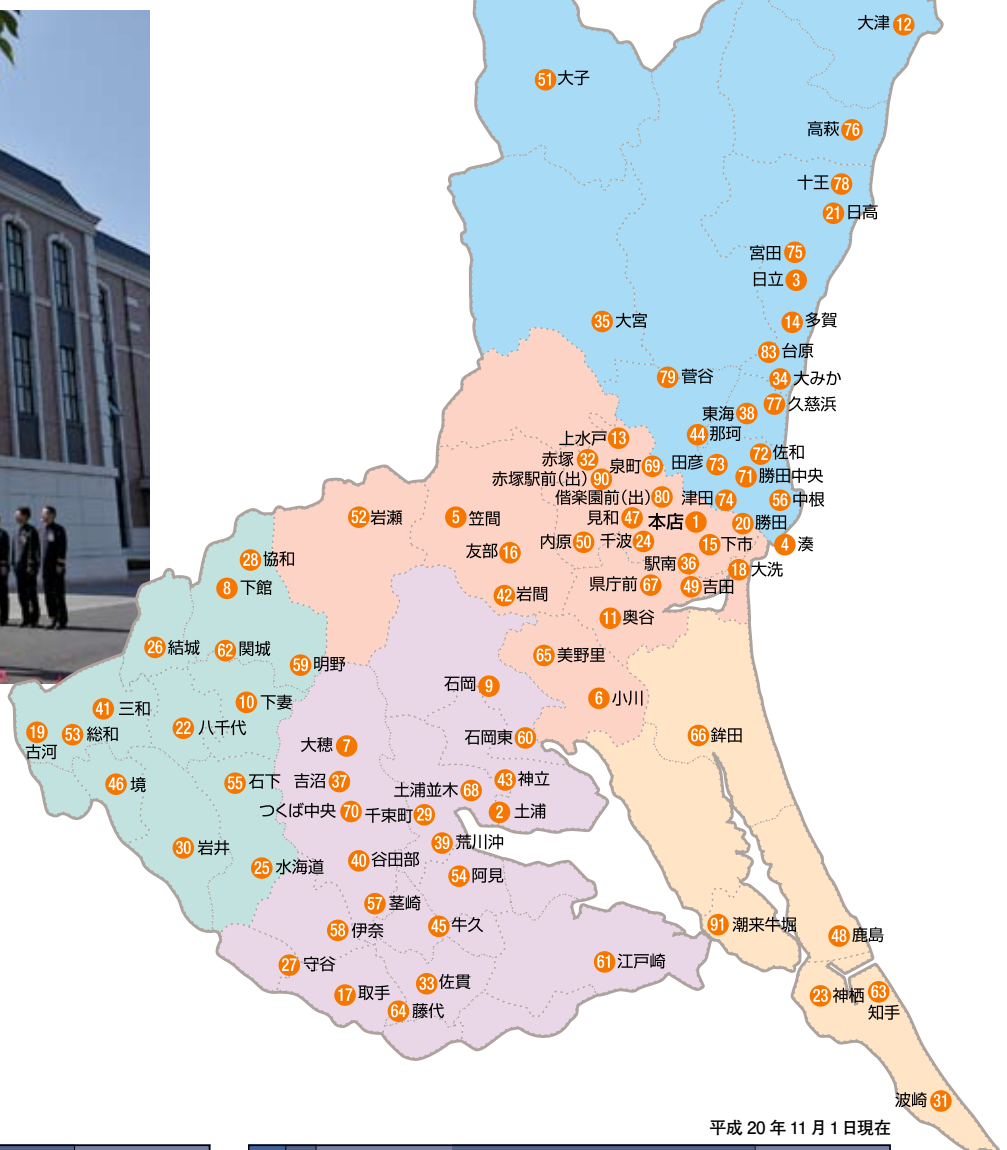 大津 12
51 大子
高萩 76
十王 78
21 日高
宮田 75
日立 3
35 大宮
14 多賀
83 台原
79 菅谷
34 大みか
77 久慈浜
東海 38
44 那珂
上水戸 13
72 佐和
赤塚 32
泉町 69
田彦 73
71 勝田中央
赤塚駅前(出) 90
偕楽園前(出) 80
津田 74
56 中根
52 岩瀬
5 笠間
見和 47
本店 1
20 勝田
内原 50
千波 24
15 下市
4 湊
友部 16
28 協和
駅南 36
18 大洗
8 下館
県庁前 67
49 吉田
42 岩間
11 奥谷
26 結城
62 関城
65 美野里
59 明野
石岡 9
6 小川
10 下妻
41 三和
22 八千代
19
古河
53 総和
66 鉾田
石岡東 60
大穂 7
46 境
55 石下
吉沼 37
43 神立
土浦並木 68
つくば中央 70
千束町 29
2 土浦
39 荒川沖
30 岩井
40 谷田部
25 水海道
54 阿見
57 茎崎
58 伊奈
45 牛久
91 潮来牛堀
48 鹿島
27 守谷
61 江戸崎
33 佐貫
17 取手
23 神栖
63
知手
64 藤代
波崎 31
平成 20 年 11 月 1 日現在